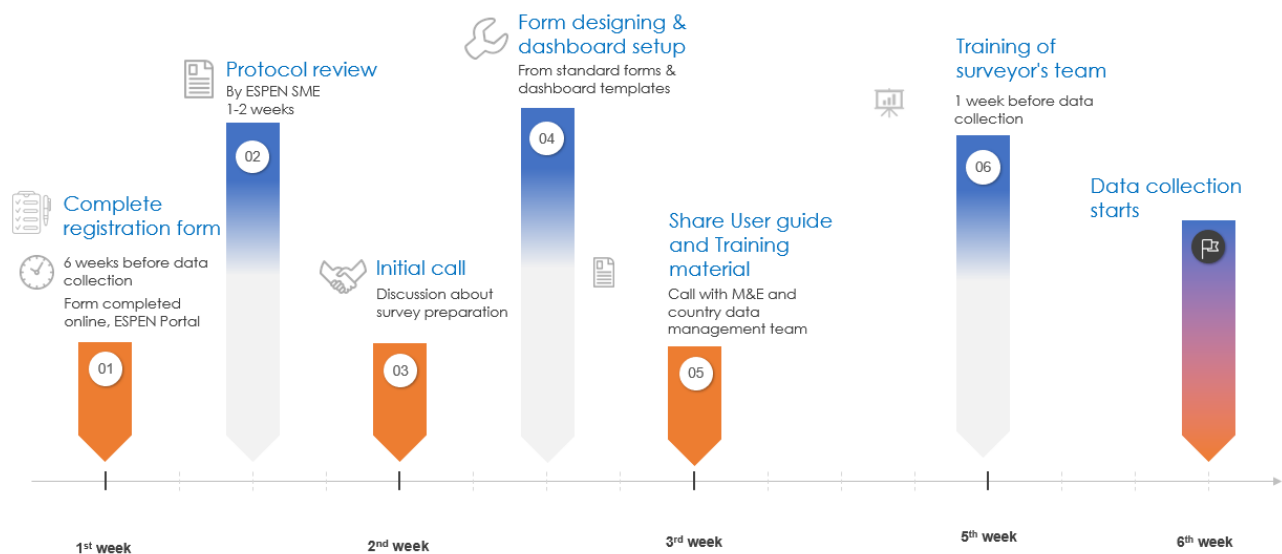 Complete
registration form
6 weeks before data
collection
Form completed
online, ESPEN Portal
01
Protocol review
By ESPEN SME
1-2 weeks
02
Initial call
Discussion about
survey preparation
03
Form designing &
dashboard setup
From standard forms &
dashboard templates
04
Share User guide
and Training
material
Call with M&E and
country data
management team
05
Training of
surveyor's team
1 week before data
collection
06
Data collection
starts
1st week
2nd week
3rd week
5th week
6th week